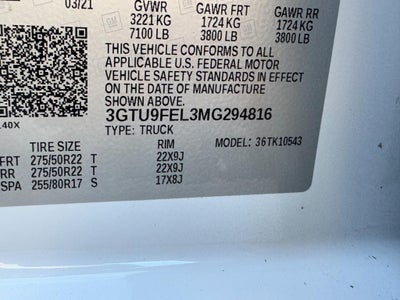 03/21 GVWR GAWR FRT GAWR RR
3221 KG 1724 KG 1724 KG
7100 LB 3800 LB 3800 LB
THIS VEHICLE CONFORMS TO ALL
APPLICABLE U.S. FEDERAL MOTOR
VEHICLE SAFETY STANDARDS IN EFFECT ON
THE DATE OF MANUFACTURE SHOWN ABOVE.
40X 3GTU9FEL3MG294816
TYPE: TRUCK
TIRE SIZE RIM MODEL: 36TK10543
FRT 275/50R22 T 22X9J
RR 275/50R22 T 22X9J
SPA 255/80R17 S 17X8J